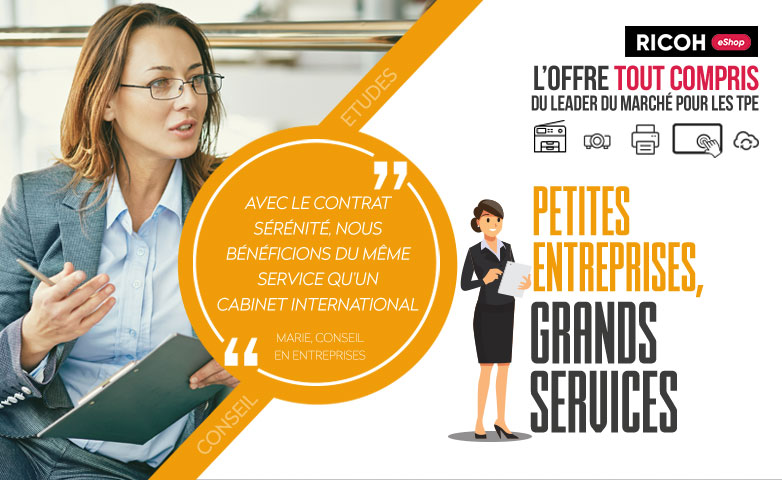 ETUDES
AVEC LE CONTRAT
SÉRÉNITÉ, NOUS
BÉNÉFICIONS DU MÊME
SERVICE QU'UN
CABINET INTERNATIONAL
MARIE, CONSEIL
EN ENTREPRISES
CONSEIL
RICOH eShop
L'OFFRE TOUT COMPRIS
DU LEADER DU MARCHÉ POUR LES TPE
PETITES
ENTREPRISES,
GRANDS
SERVICES